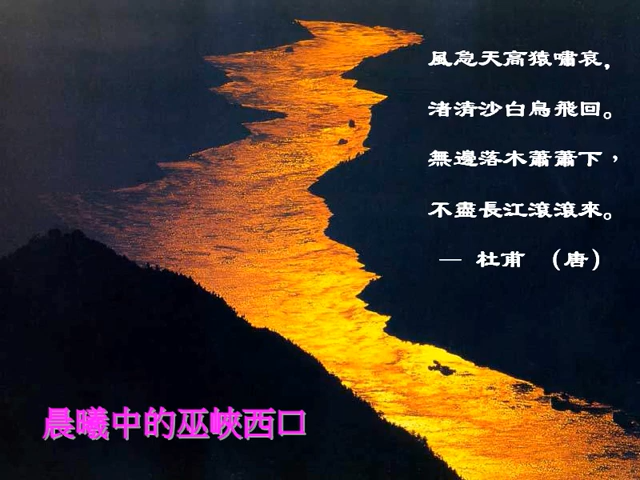 風急天高猿嘯哀，
渚清沙白鳥飛回。
無邊落木蕭蕭下，
不盡長江滾滾來。
— 杜甫 （唐）
晨曦中的巫峽西口